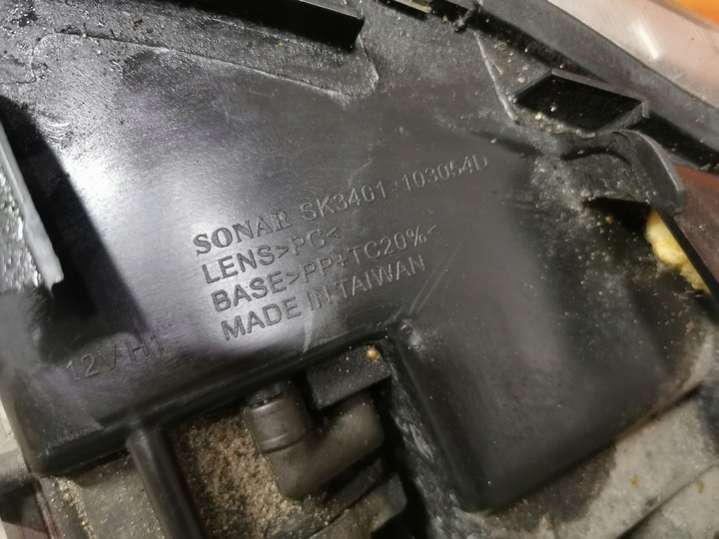 SONAR SK3401-103054D
LENS>PC<
BASE>PP+TC20%<
MADE IN TAIWAN
12V H1